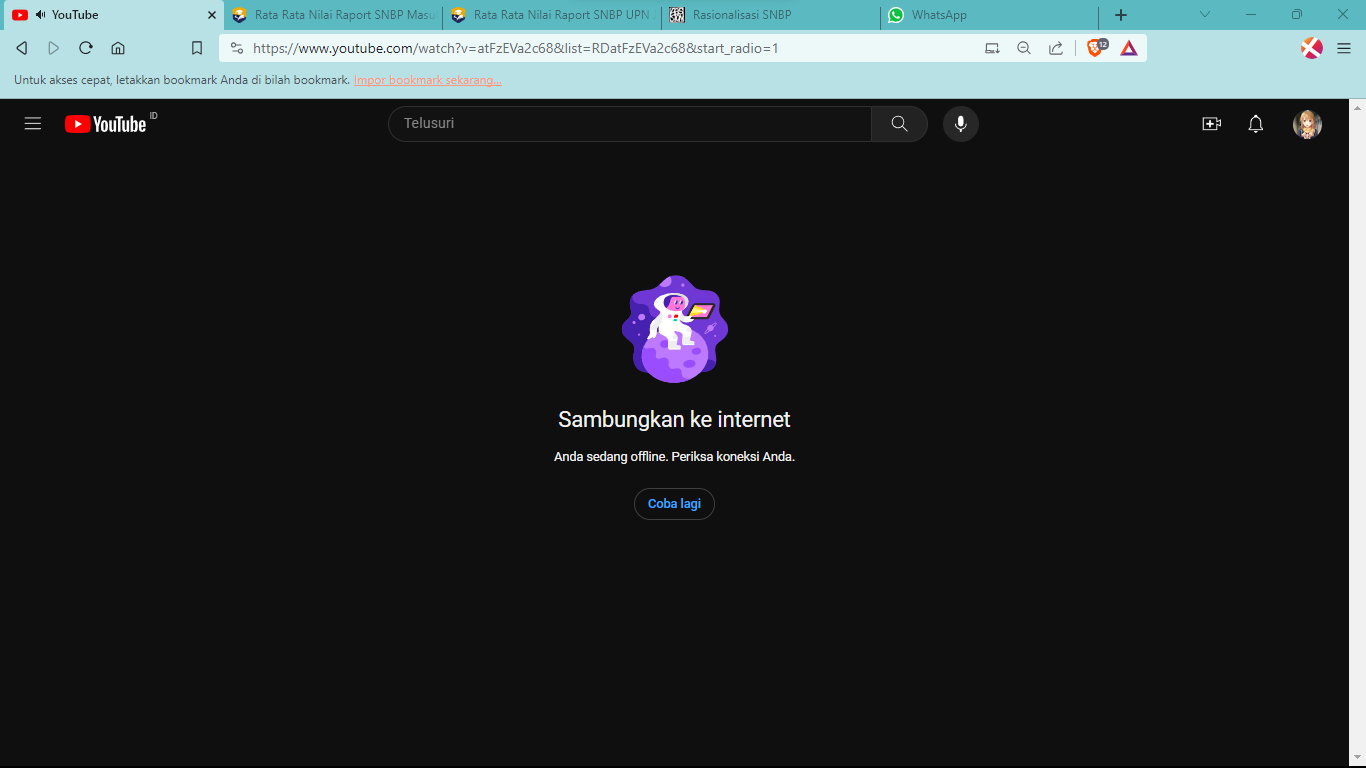 YouTube
Rata Rata Nilai Raport SNBP Masu
Rata Rata Nilai Raport SNBP UPN
Rasionalisasi SNBP
WhatsApp
https://www.youtube.com/watch?v=atFzEVa2c68&list=RDatFzEVa2c68&start_radio=1
12
Untuk akses cepat, letakkan bookmark Anda di bilah bookmark. Impor bookmark sekarang...
YouTube ID
Telusuri
Sambungkan ke internet
Anda sedang offline. Periksa koneksi Anda.
Coba lagi